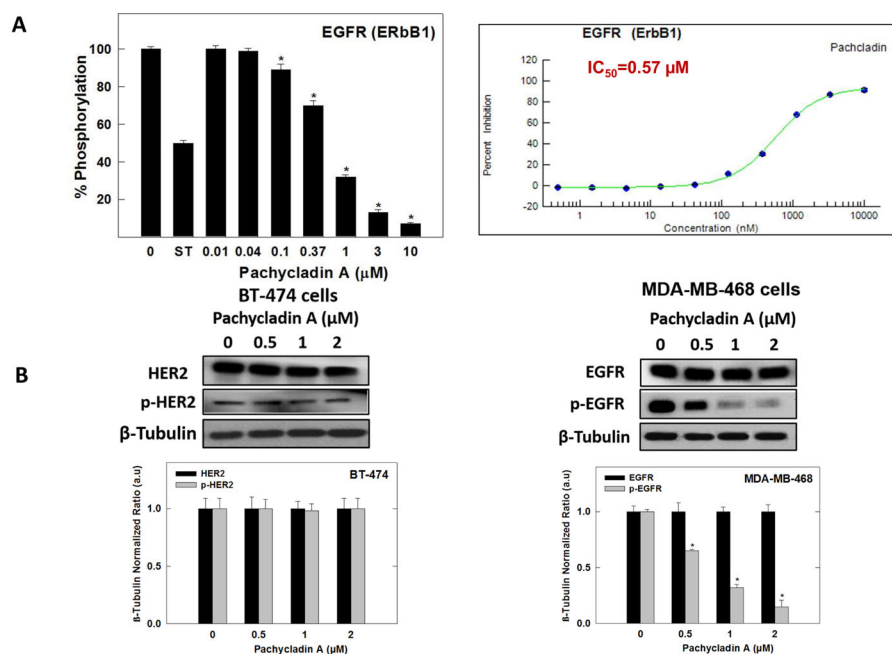 A
EGFR (ERbB1)
% Phosphorylation
100
80
60
40
20
* * * * *
0 ST 0.01 0.04 0.1 0.37 1 3 10
Pachycladin A (μM)
EGFR (ErbB1)
Pachcladin
IC50=0.57 μM
Percent Inhibition
120
100
80
60
40
20
0
-20
1 10 100 1000 10000
Concentration (nM)
B
BT-474 cells
Pachycladin A (μM)
0 0.5 1 2
HER2
p-HER2
β-Tubulin
MDA-MB-468 cells
Pachycladin A (μM)
0 0.5 1 2
EGFR
p-EGFR
β-Tubulin
HER2
p-HER2
BT-474
ß-Tubulin Normalized Ratio (a.u)
1.0
0.5
0.0
0 0.5 1 2
Pachycladin A (μM)
EGFR
p-EGFR
MDA-MB-468
ß-Tubulin Normalized Ratio (a.u)
1.0
0.5
0.0
* * *
0 0.5 1 2
Pachycladin A (μM)